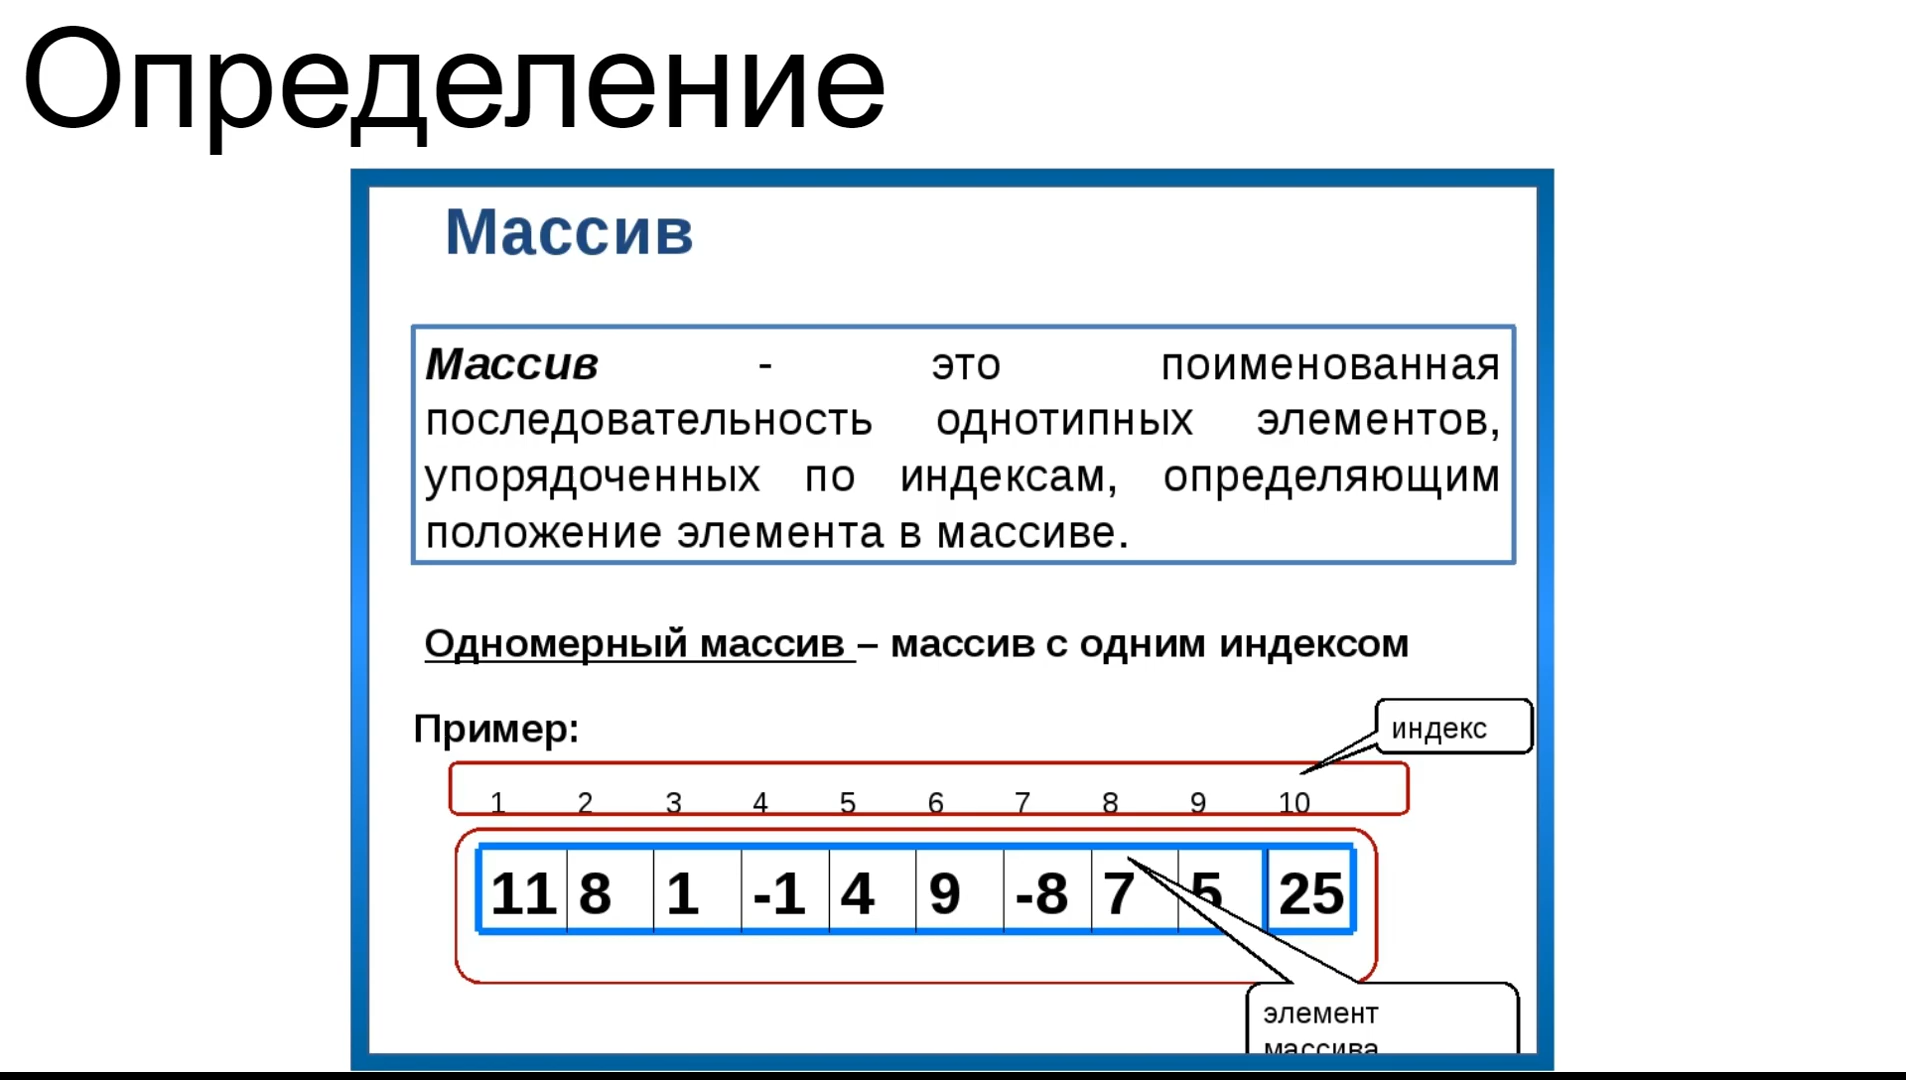 Определение
Массив
Массив - это поименованная
последовательность однотипных элементов,
упорядоченных по индексам, определяющим
положение элемента в массиве.
Одномерный массив – массив с одним индексом
Пример:
индекс
1 2 3 4 5 6 7 8 9 10
11 8 1 -1 4 9 -8 7 5 25
элемент
массива